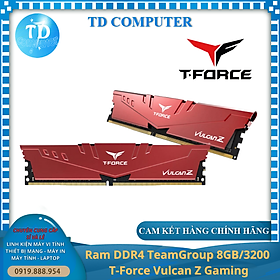 TD COMPUTER
TD
T-FORCE
VULCAN Z
VULCAN Z
CAM KẾT HÀNG CHÍNH HÃNG
LINH KIỆN MÁY VI TÍNH
THIẾT BỊ MẠNG - MÁY IN
MÁY TÍNH - LAPTOP
0919.888.954
Ram DDR4 TeamGroup 8GB/3200
T-Force Vulcan Z Gaming